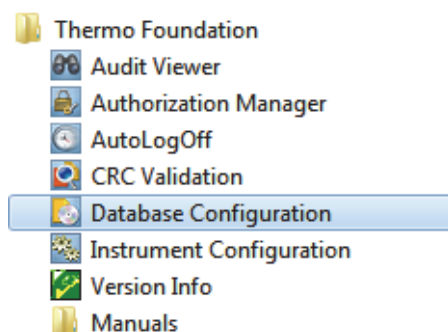 Thermo Foundation
Audit Viewer
Authorization Manager
AutoLogOff
CRC Validation
Database Configuration
Instrument Configuration
Version Info
Manuals